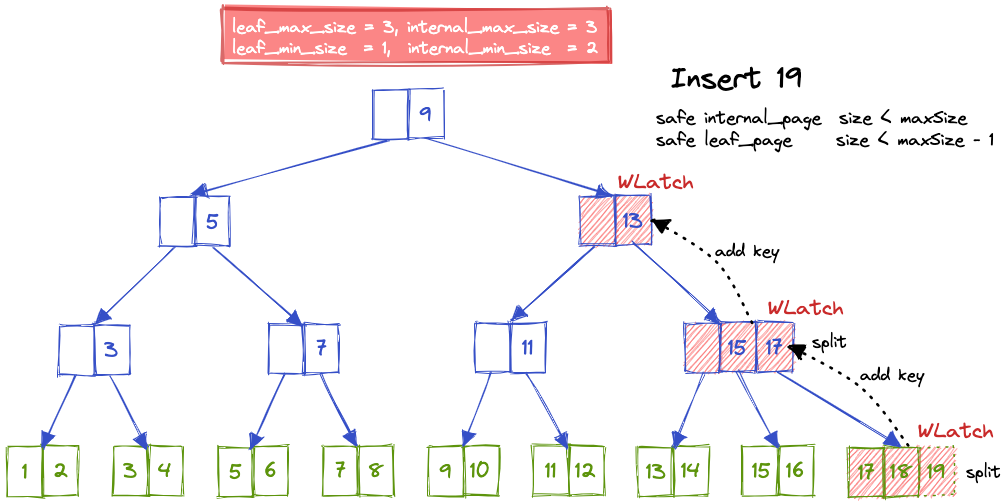 leaf_max_size = 3, internal_max_size = 3
leaf_min_size = 1, internal_min_size = 2
Insert 19
safe internal_page size < maxSize
safe leaf_page size < maxSize - 1
9
WLatch
5
13
add key
WLatch
3
7
11
15 17
split
add key
WLatch
1 2
3 4
5 6
7 8
9 10
11 12
13 14
15 16
17 18 19
split